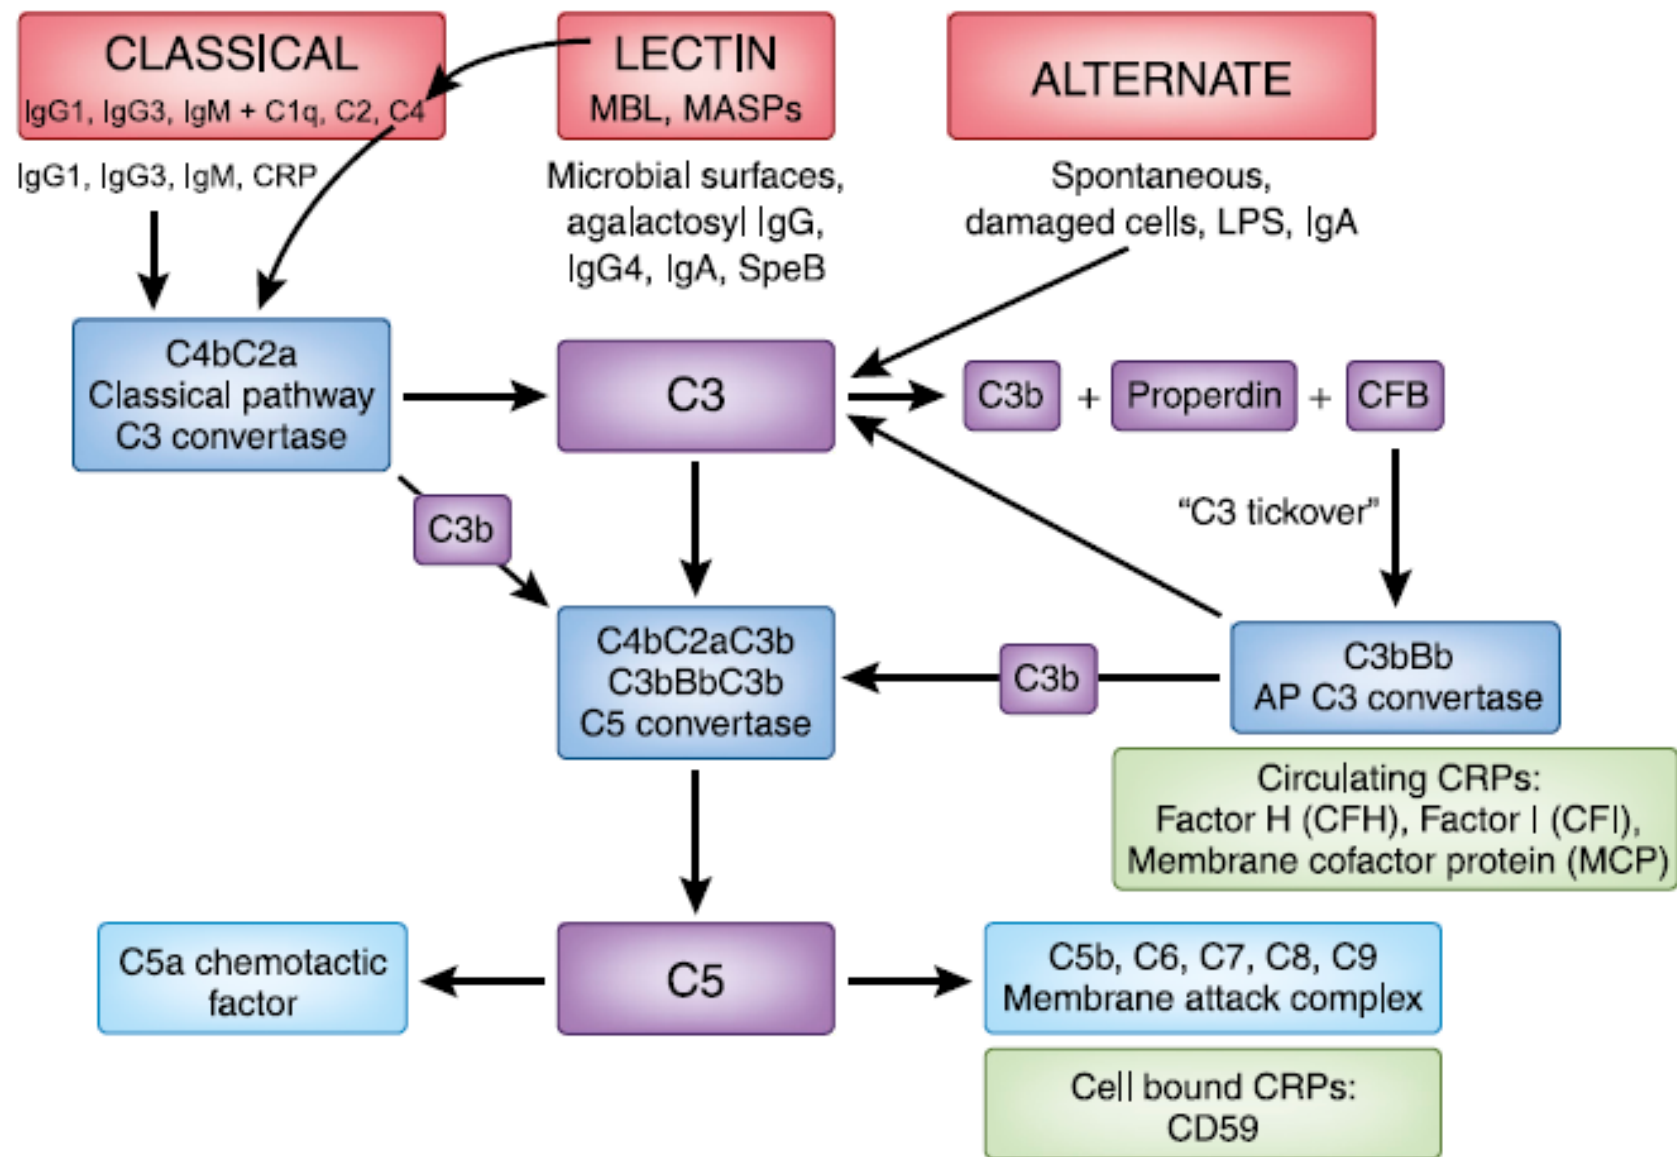 CLASSICAL
IgG1, IgG3, IgM + C1q, C2, C4
IgG1, IgG3, IgM, CRP
LECTIN
MBL, MASPs
Microbial surfaces,
agalactosyl IgG,
IgG4, IgA, SpeB
ALTERNATE
Spontaneous,
damaged cells, LPS, IgA
C4bC2a
Classical pathway
C3 convertase
C3
C3b + Properdin + CFB
C3b
"C3 tickover"
C4bC2aC3b
C3bBbC3b
C5 convertase
C3b
C3bBb
AP C3 convertase
Circulating CRPs:
Factor H (CFH), Factor I (CFI),
Membrane cofactor protein (MCP)
C5a chemotactic
factor
C5
C5b, C6, C7, C8, C9
Membrane attack complex
Cell bound CRPs:
CD59